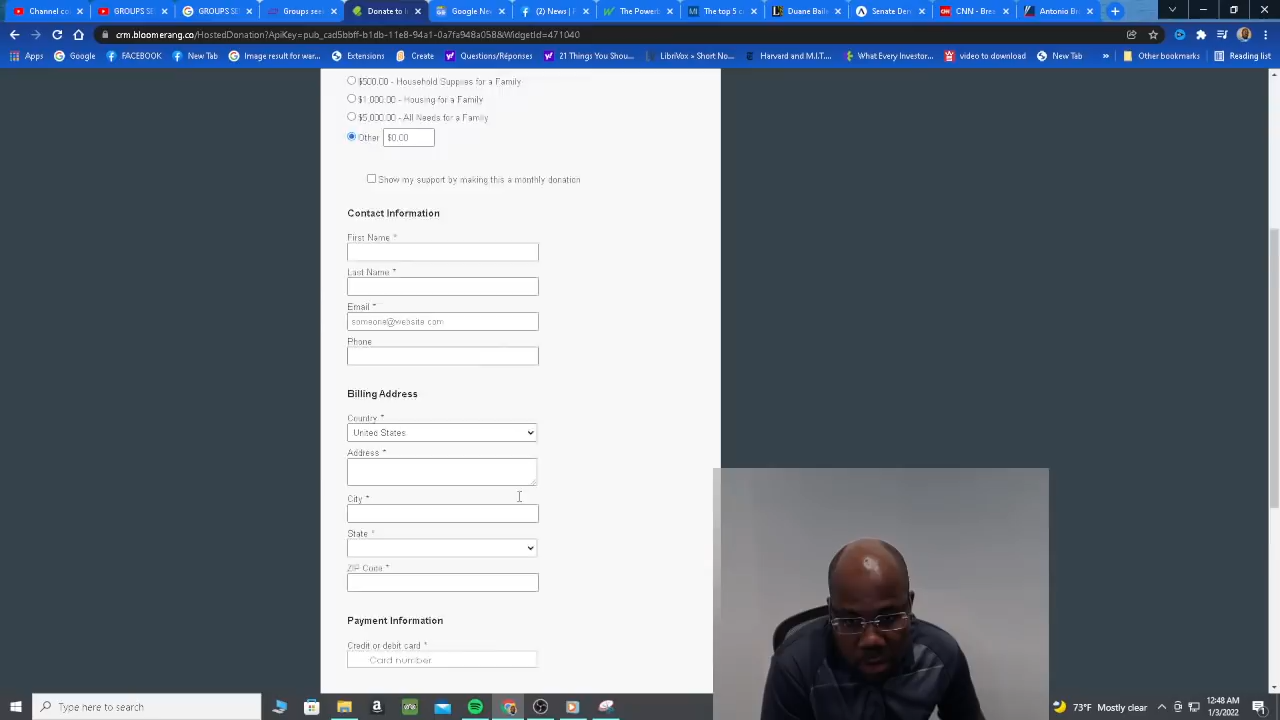 Channel co
GROUPS SE
GROUPS SE
Groups see
Donate to I
Google Nev
(2) News | F
The PowerB
The top 5 c
Duane Baile
Senate Den
CNN - Brea
Antonio Br
crm.bloomerang.co/HostedDonation?ApiKey=pub_cad5bbff-b1db-11e8-94a1-0a7fa948a058&WidgetId=471040
Apps
Google
FACEBOOK
New Tab
Image result for war...
Groups
Create
Questions/Réponses
21 Things You Shou...
LibriVox » Short No...
Harvard and M.I.T....
What Every Investor...
video to download
New Tab
»
Other bookmarks
Reading list
$500.00 - Household Supplies for a Family
$1,000.00 - Housing for a Family
$5,000.00 - All Needs for a Family
Other $0.00
Show my support by making this a monthly donation
Contact Information
First Name *
Last Name *
Email *
someone@website.com
Phone
Billing Address
Country *
United States
Address *
City *
State *
ZIP Code *
Payment Information
Credit or debit card *
Card number
Type here to search
73°F Mostly clear
12:48 AM
1/3/2022